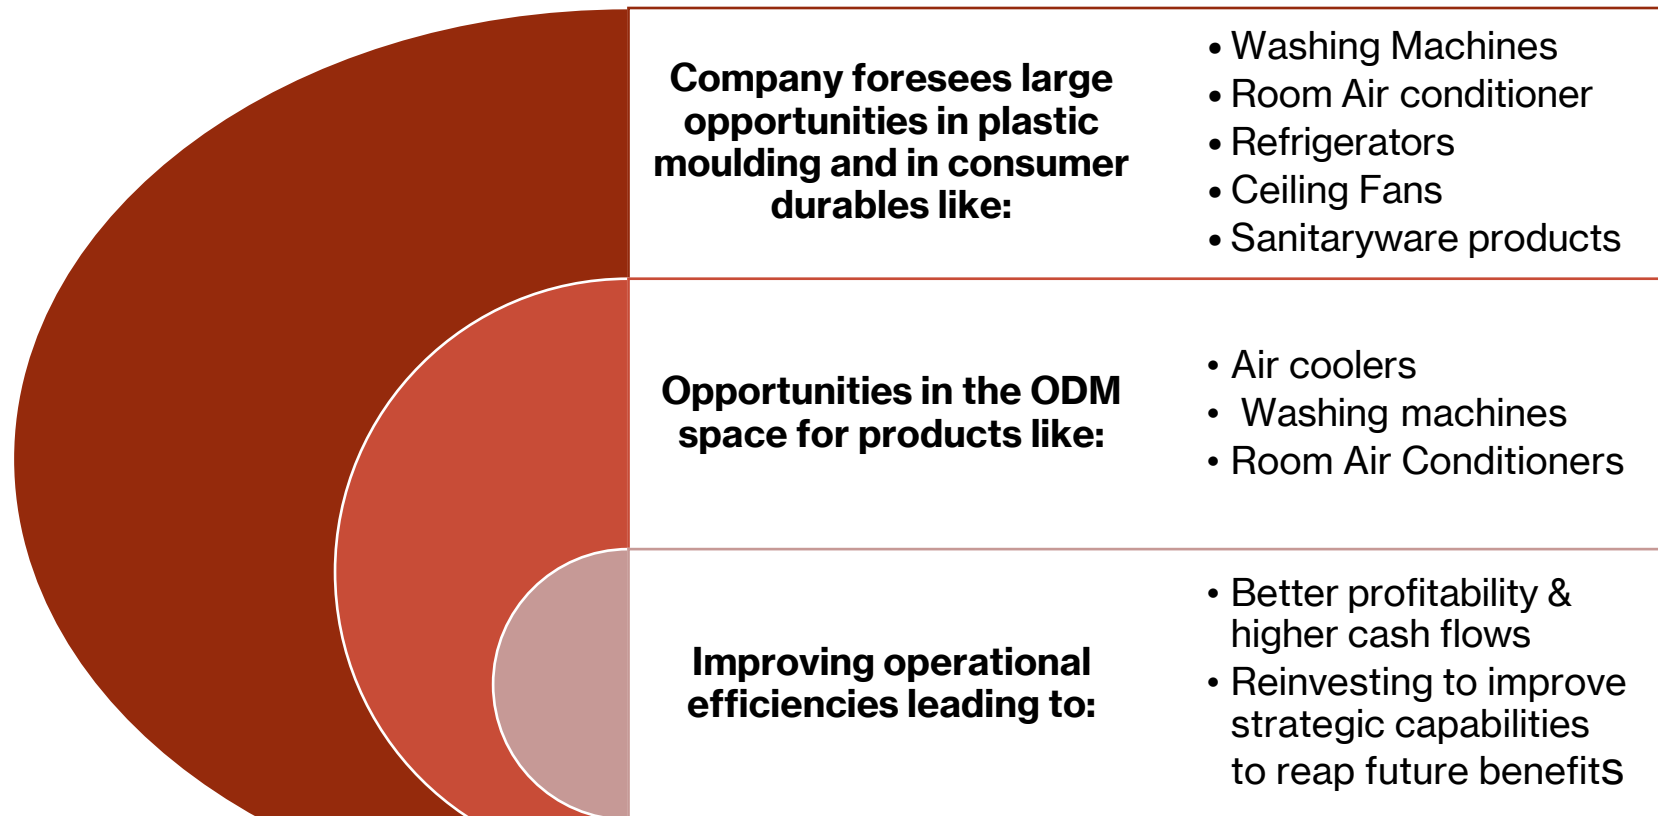 Company foresees large
opportunities in plastic
moulding and in consumer
durables like:
• Washing Machines
• Room Air conditioner
• Refrigerators
• Ceiling Fans
• Sanitaryware products
Opportunities in the ODM
space for products like:
• Air coolers
• Washing machines
• Room Air Conditioners
Improving operational
efficiencies leading to:
• Better profitability &
higher cash flows
• Reinvesting to improve
strategic capabilities
to reap future benefits